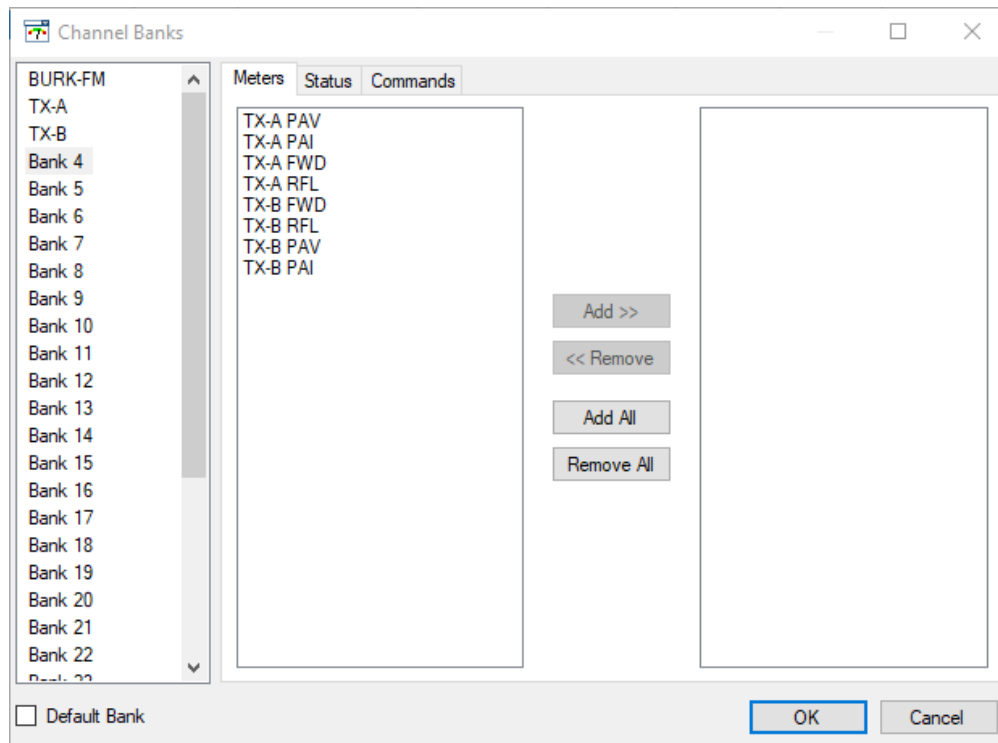 Channel Banks
BURK-FM
TX-A
TX-B
Bank 4
Bank 5
Bank 6
Bank 7
Bank 8
Bank 9
Bank 10
Bank 11
Bank 12
Bank 13
Bank 14
Bank 15
Bank 16
Bank 17
Bank 18
Bank 19
Bank 20
Bank 21
Bank 22
Meters Status Commands
TX-A PAV
TX-A PAI
TX-A FWD
TX-A RFL
TX-B FWD
TX-B RFL
TX-B PAV
TX-B PAI
Add >>
<< Remove
Add All
Remove All
Default Bank
OK
Cancel